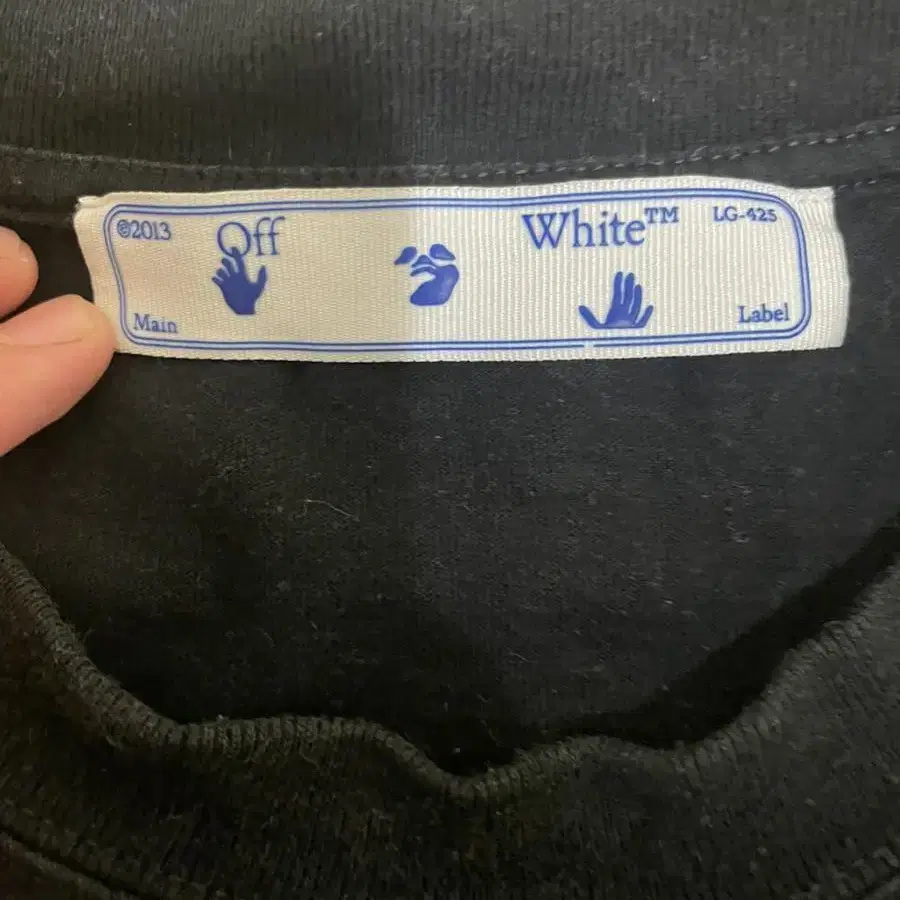 ©2013 Off White™ LG-425
Main Label